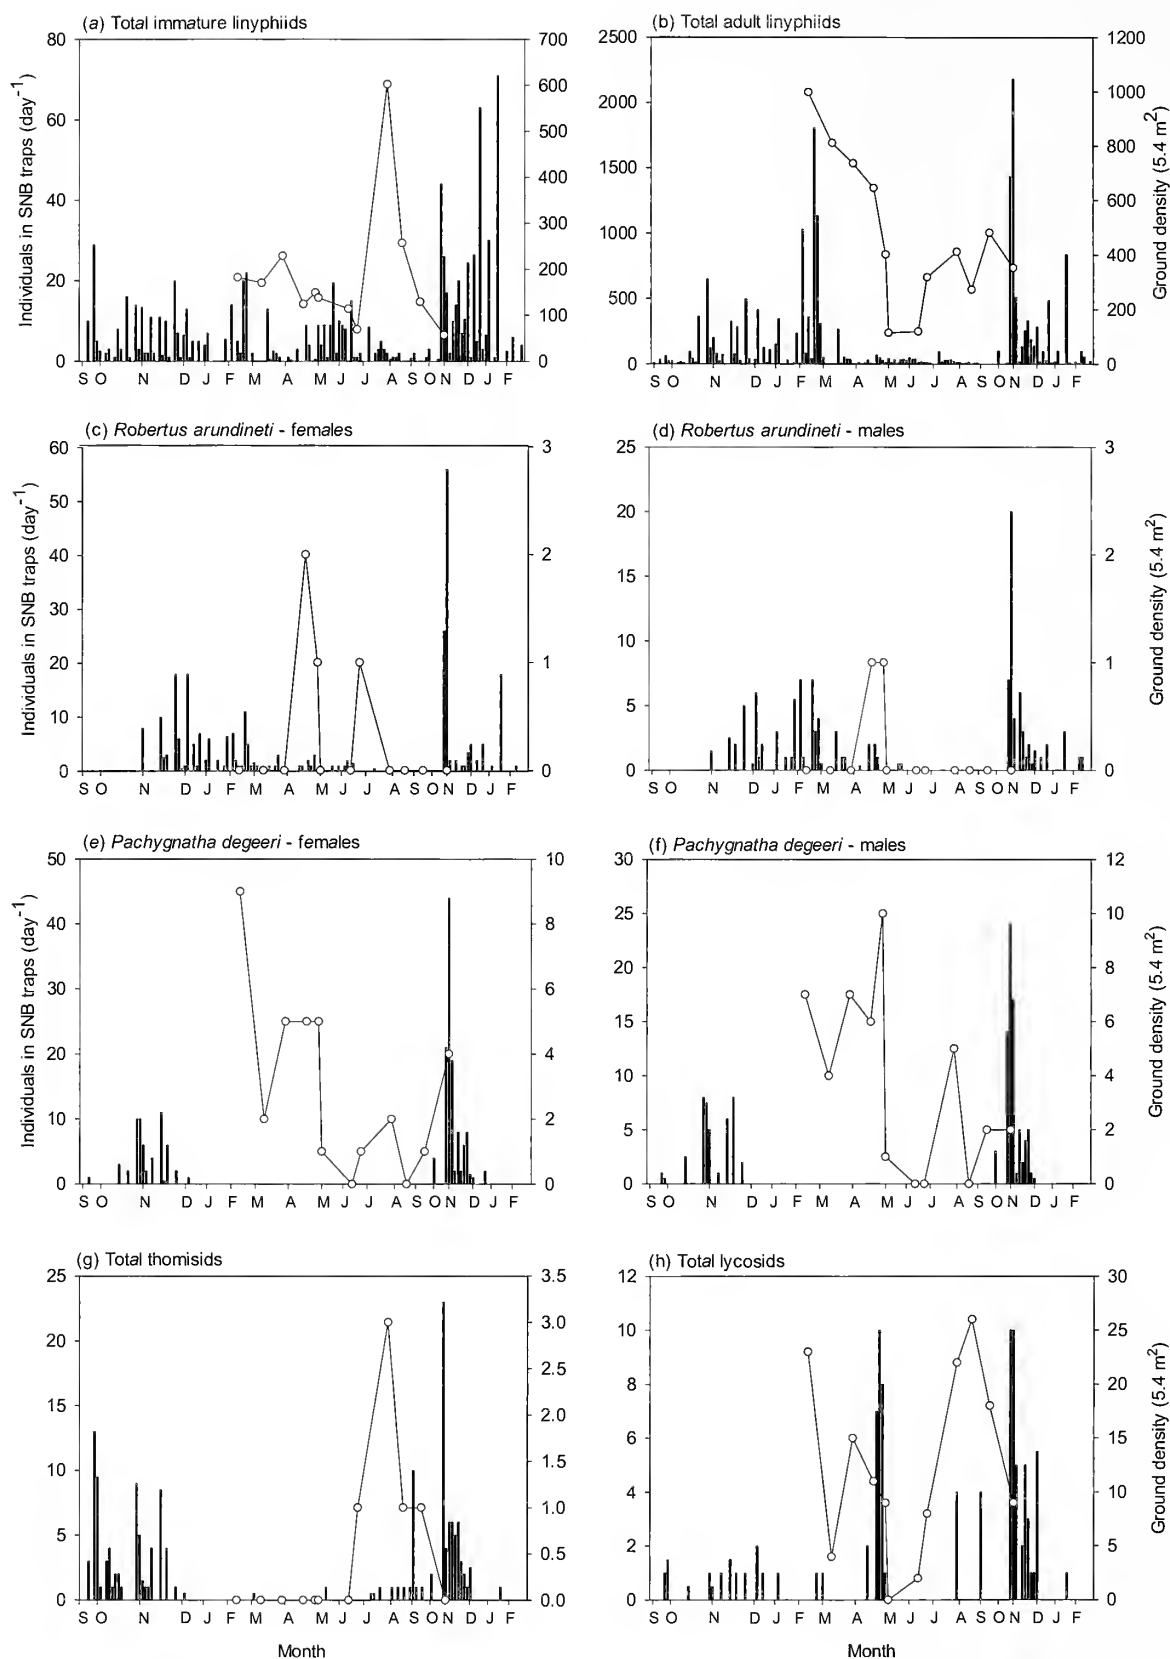 (a) Total immature linyphiids
(b) Total adult linyphiids
80 60 40 20 0
700 600 500 400 300 200 100 0
2500 2000 1500 1000 500 0
1200 1000 800 600 400 200 0
Individuals in SNB traps (day⁻¹)
Ground density (5.4 m²)
S O N D J F M A M J J A S O N D J F
S O N D J F M A M J J A S O N D J F
(c) Robertus arundineti - females
(d) Robertus arundineti - males
60 50 40 30 20 10 0
3 2 1 0
25 20 15 10 5 0
3 2 1 0
Individuals in SNB traps (day⁻¹)
Ground density (5.4 m²)
S O N D J F M A M J J A S O N D J F
S O N D J F M A M J J A S O N D J F
(e) Pachygnatha degeeri - females
(f) Pachygnatha degeeri - males
50 40 30 20 10 0
10 8 6 4 2 0
30 25 20 15 10 5 0
12 10 8 6 4 2 0
Individuals in SNB traps (day⁻¹)
Ground density (5.4 m²)
S O N D J F M A M J J A S O N D J F
S O N D J F M A M J J A S O N D J F
(g) Total thomisids
(h) Total lycosids
25 20 15 10 5 0
3.5 3.0 2.5 2.0 1.5 1.0 0.5 0.0
12 10 8 6 4 2 0
30 25 20 15 10 5 0
Individuals in SNB traps (day⁻¹)
Ground density (5.4 m²)
S O N D J F M A M J J A S O N D J F
S O N D J F M A M J J A S O N D J F
Month
Month